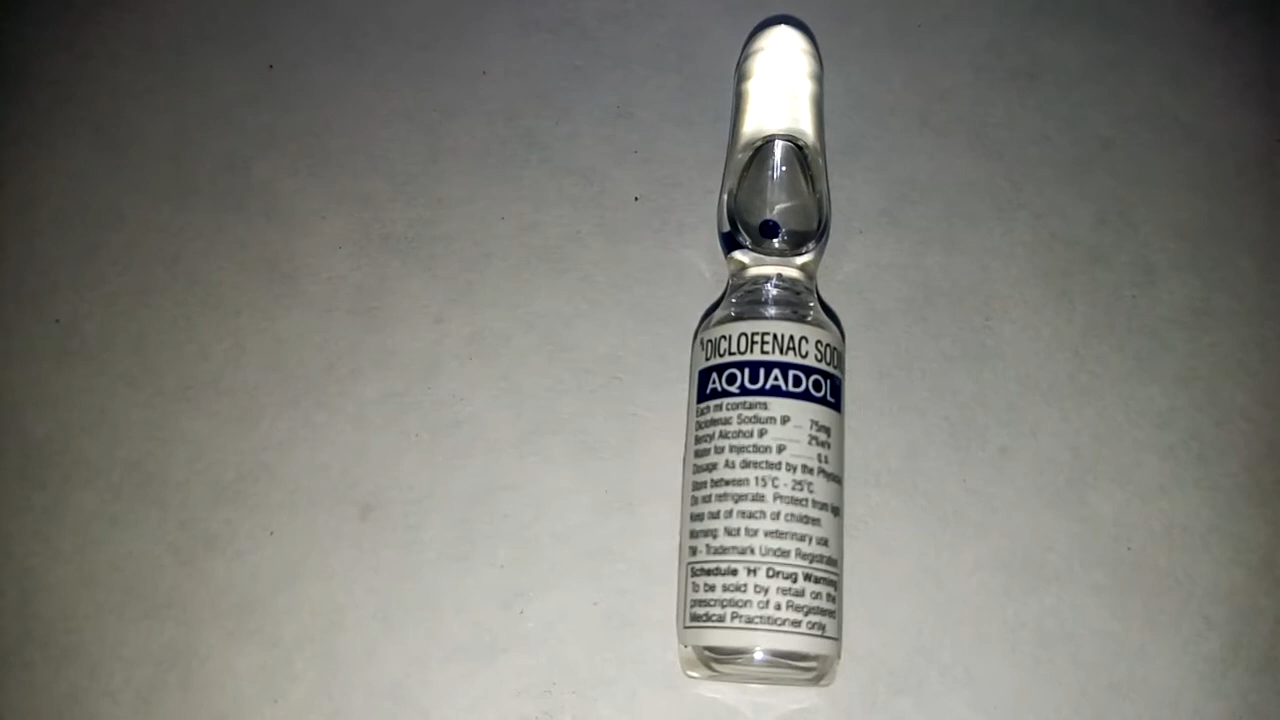 DICLOFENAC SODI
AQUADOL
Each ml contains:
Diclofenac Sodium IP ... 75mg
Benzyl Alcohol IP ........ 2%w/v
Water for Injection IP ...... q.s.
Dosage: As directed by the Physicia
Store between 15°C - 25°C.
Do not refrigerate. Protect from light
Keep out of reach of children.
Warning: Not for veterinary use.
TM - Trademark Under Registration
Schedule 'H' Drug Warning
To be sold by retail on the
prescription of a Registered
Medical Practitioner only.